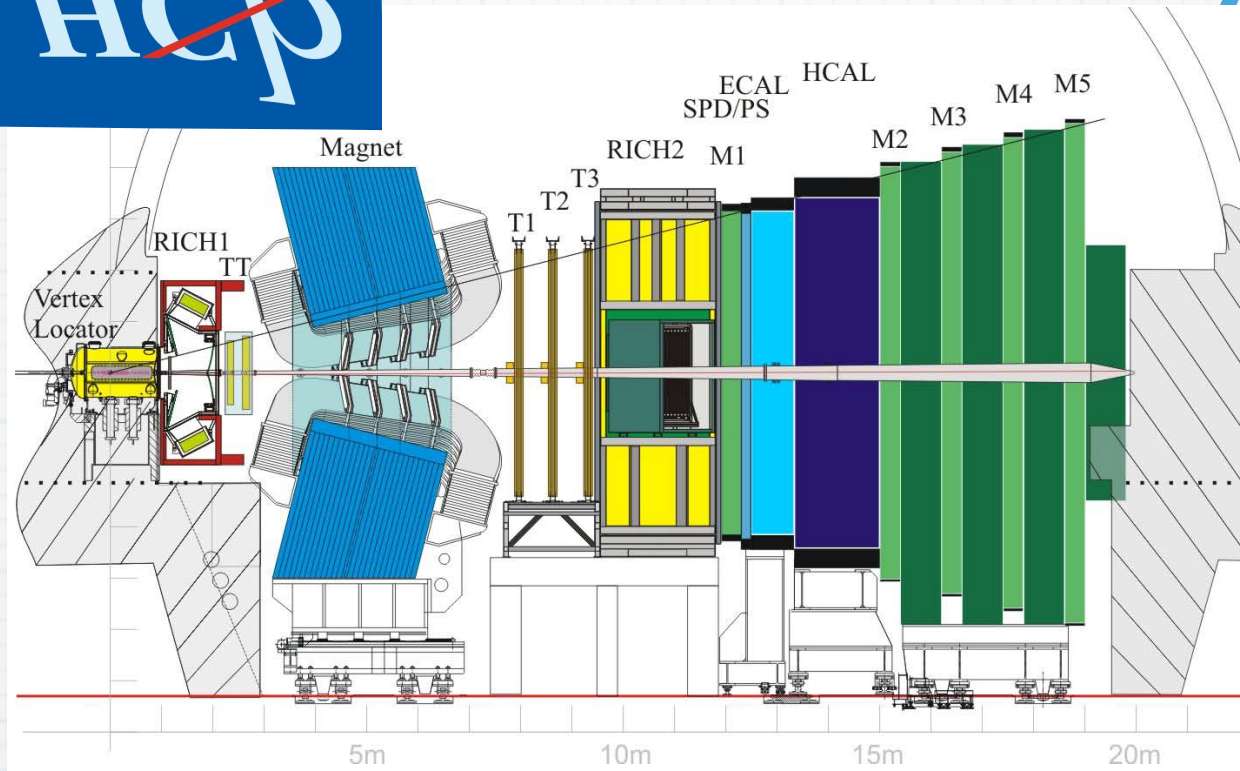 HCP
Magnet
RICH1
TT
Vertex
Locator
T1
T2
T3
RICH2
M1
SPD/PS
ECAL
HCAL
M2
M3
M4
M5
5m
10m
15m
20m